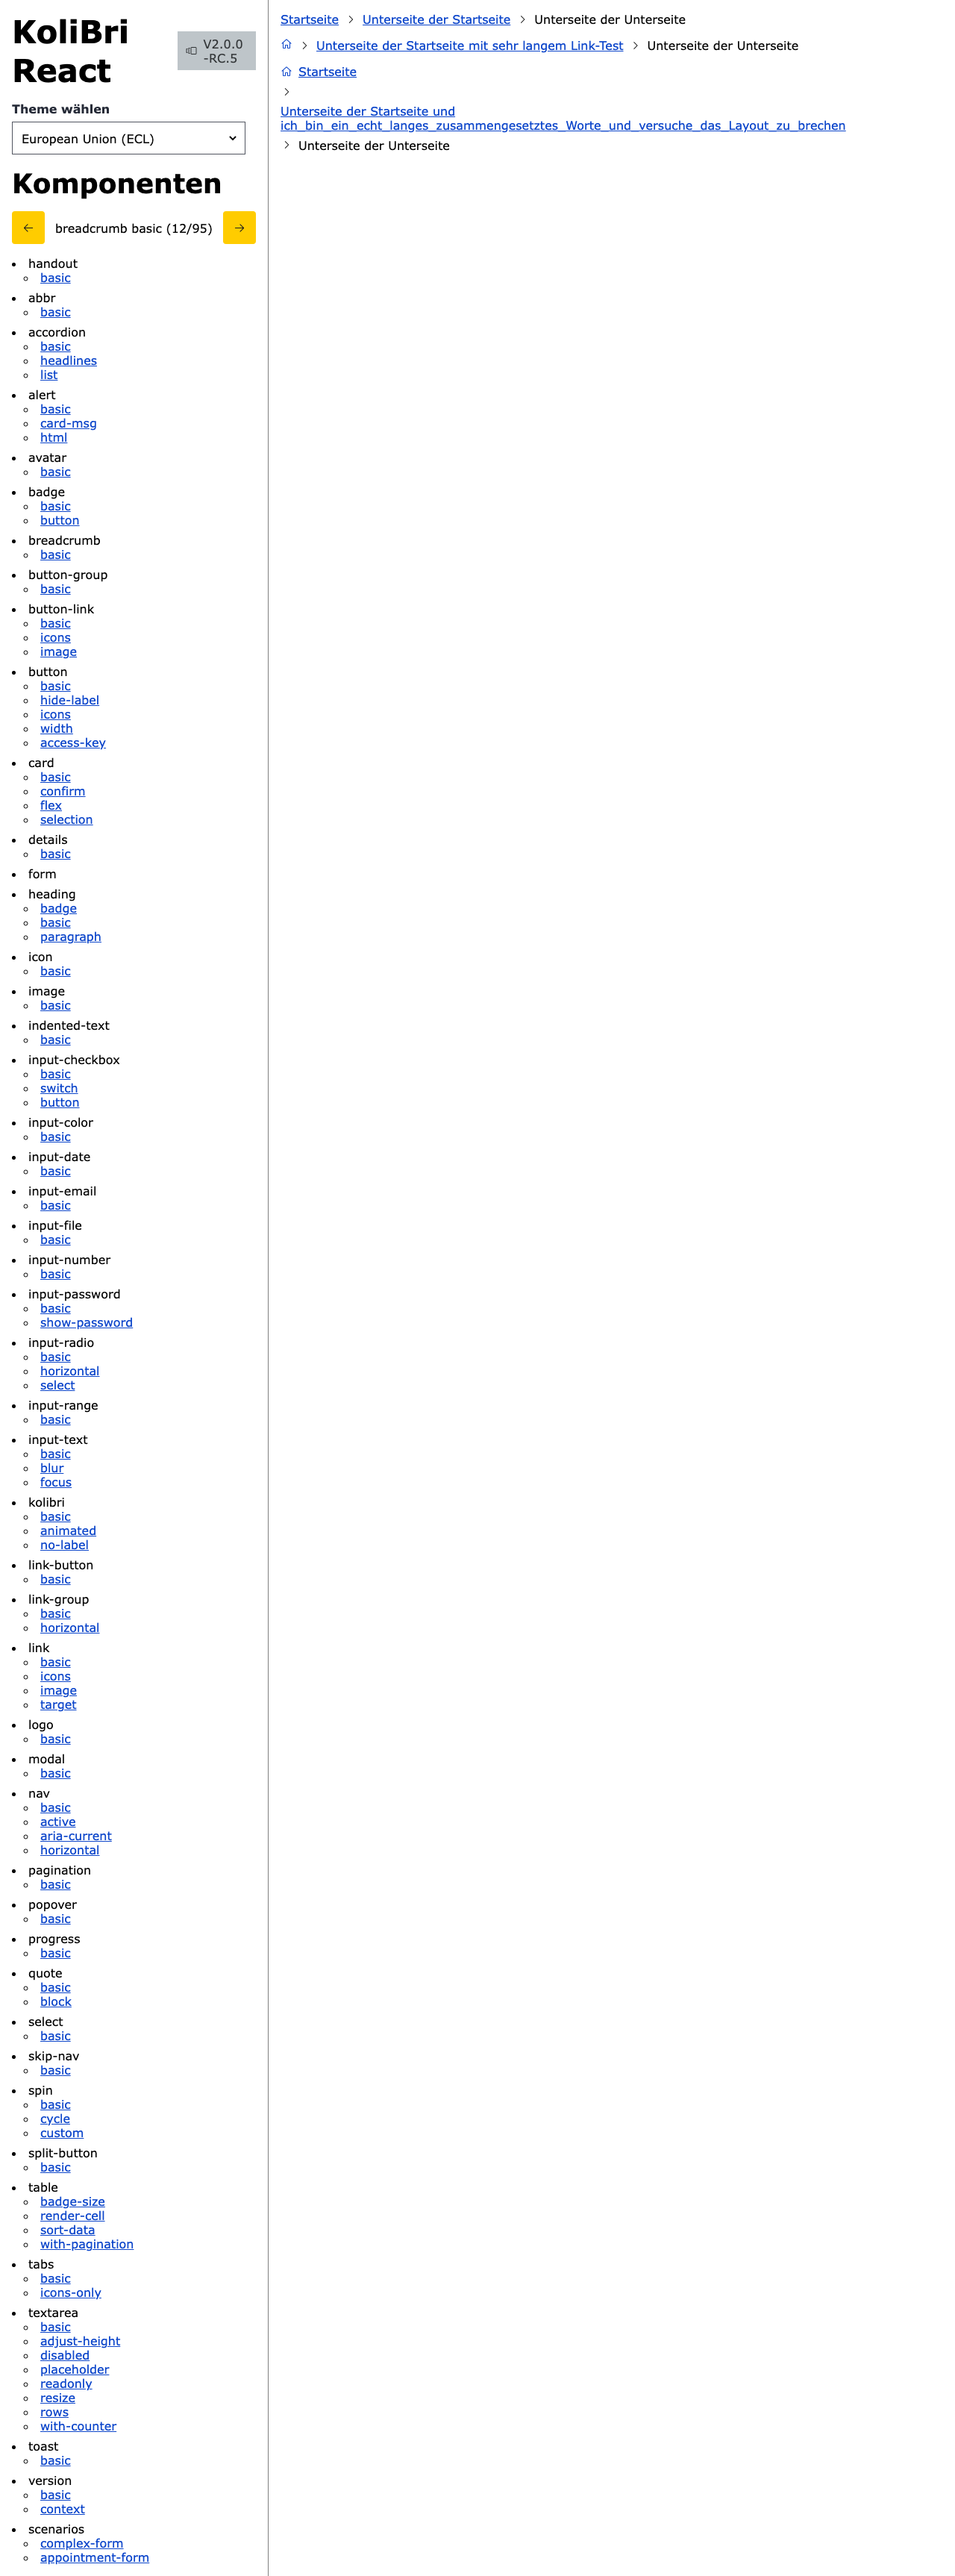 KoliBri
React
V2.0.0
-RC.5
Theme wählen
European Union (ECL)
Komponenten
breadcrumb basic (12/95)
handout
basic
abbr
basic
accordion
basic
headlines
list
alert
basic
card-msg
html
avatar
basic
badge
basic
button
breadcrumb
basic
button-group
basic
button-link
basic
icons
image
button
basic
hide-label
icons
width
access-key
card
basic
confirm
flex
selection
details
basic
form
heading
badge
basic
paragraph
icon
basic
image
basic
indented-text
basic
input-checkbox
basic
switch
button
input-color
basic
input-date
basic
input-email
basic
input-file
basic
input-number
basic
input-password
basic
show-password
input-radio
basic
horizontal
select
input-range
basic
input-text
basic
blur
focus
kolibri
basic
animated
no-label
link-button
basic
link-group
basic
horizontal
link
basic
icons
image
target
logo
basic
modal
basic
nav
basic
active
aria-current
horizontal
pagination
basic
popover
basic
progress
basic
quote
basic
block
select
basic
skip-nav
basic
spin
basic
cycle
custom
split-button
basic
table
badge-size
render-cell
sort-data
with-pagination
tabs
basic
icons-only
textarea
basic
adjust-height
disabled
placeholder
readonly
resize
rows
with-counter
toast
basic
version
basic
context
scenarios
complex-form
appointment-form
Startseite Unterseite der Startseite Unterseite der Unterseite
Unterseite der Startseite mit sehr langem Link-Test Unterseite der Unterseite
Startseite
Unterseite der Startseite und
ich_bin_ein_echt_langes_zusammengesetztes_Worte_und_versuche_das_Layout_zu_brechen
Unterseite der Unterseite